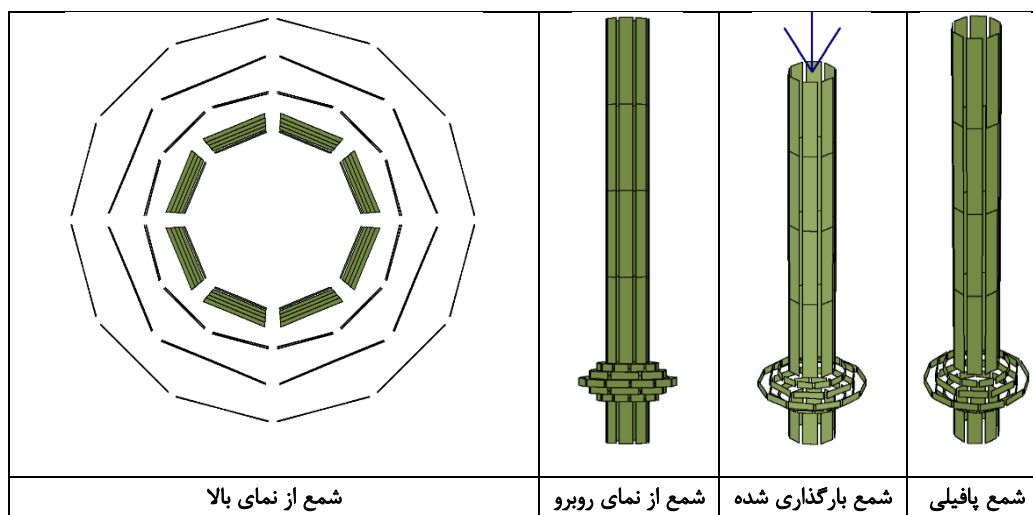 شمع پافیلی
شمع بارگذاری شده
شمع از نمای روبرو
شمع از نمای بالا